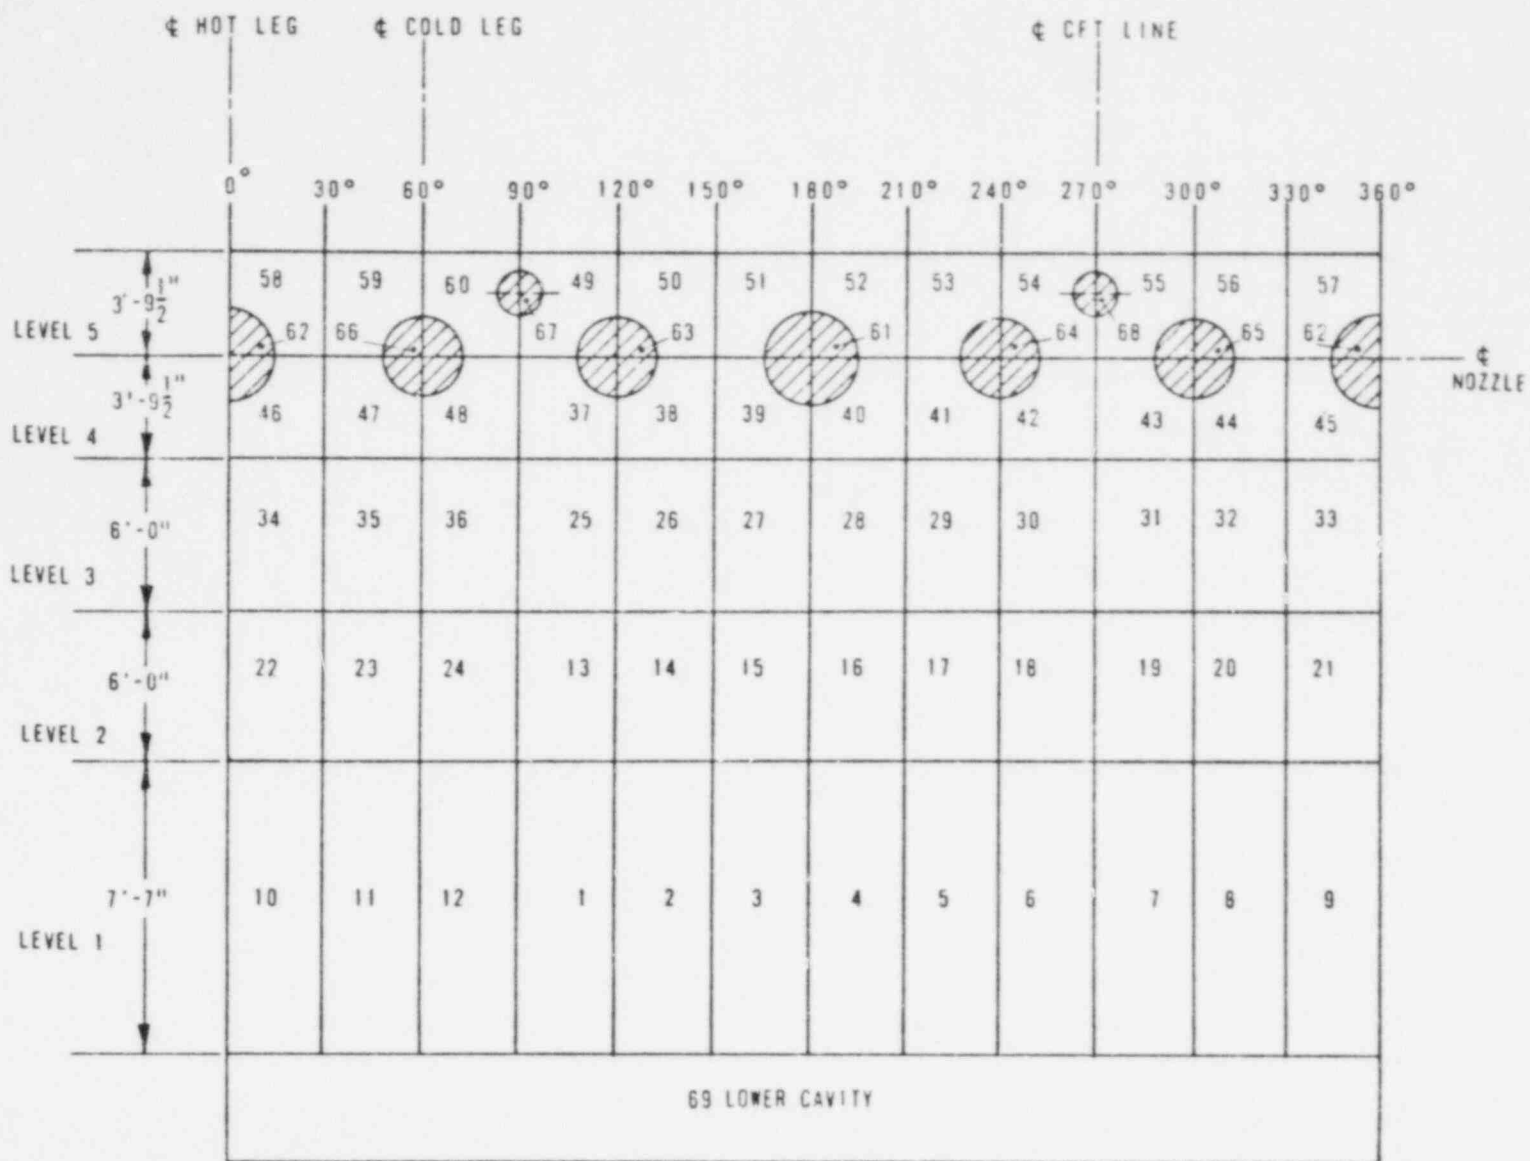 ℄ HOT LEG ℄ COLD LEG ℄ CFT LINE
0° 30° 60° 90° 120° 150° 180° 210° 240° 270° 300° 330° 360°
58 59 60 49 50 51 52 53 54 55 56 57
3'-9½"
LEVEL 5 62 66 67 63 61 64 68 65 62 ℄
NOZZLE
3'-9½"
46 47 48 37 38 39 40 41 42 43 44 45
LEVEL 4
6'-0" 34 35 36 25 26 27 28 29 30 31 32 33
LEVEL 3
6'-0" 22 23 24 13 14 15 16 17 18 19 20 21
LEVEL 2
7'-7" 10 11 12 1 2 3 4 5 6 7 8 9
LEVEL 1
69 LOWER CAVITY